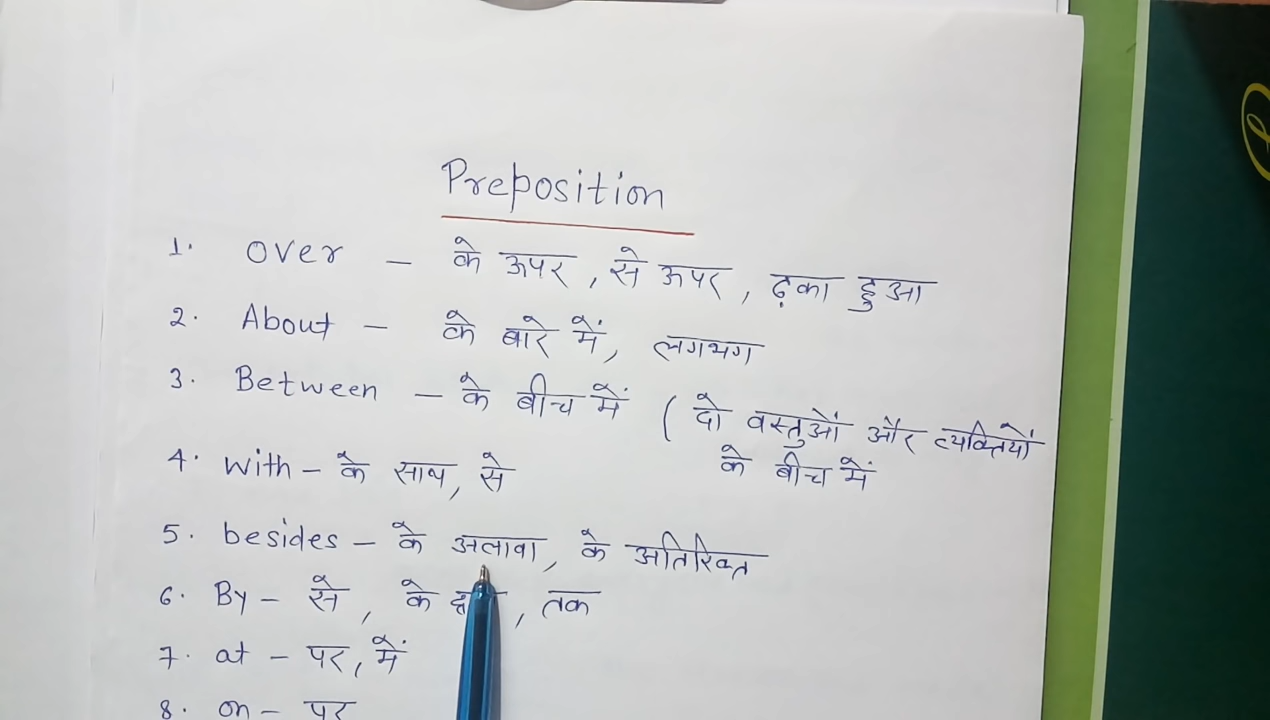 Preposition
1. over – के ऊपर, से ऊपर, ढ़का हुआ
2. About – के बारे में, लगभग
3. Between – के बीच में ( दो वस्तुओं और व्यक्तियों
के बीच में
4. with – के साथ, से
5. besides – के अलावा, के अतिरिक्त
6. By – से, के , तक
7. at – पर, में
8. on – पर